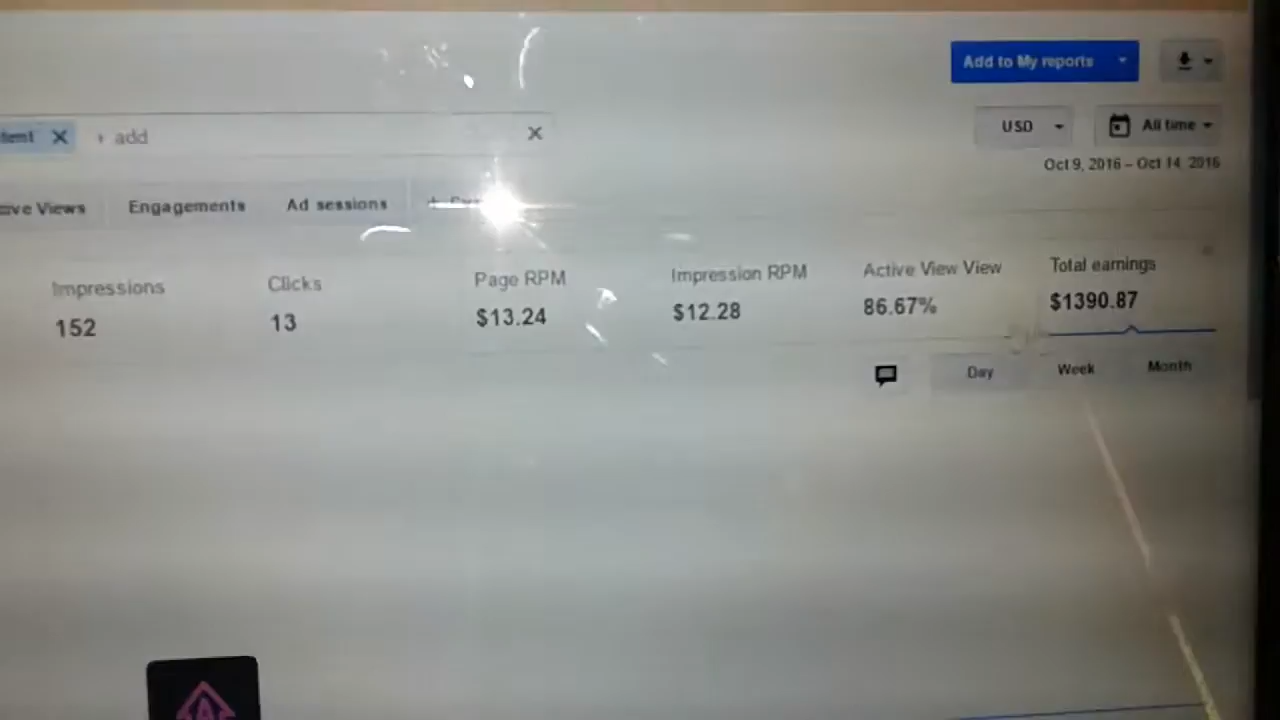 Add to My reports
+ add
USD
All time
Oct 9, 2016 – Oct 14, 2016
Views
Engagements
Ad sessions
Impressions
Clicks
Page RPM
Impression RPM
Active View View
Total earnings
152
13
$13.24
$12.28
86.67%
$1390.87
Day
Week
Month